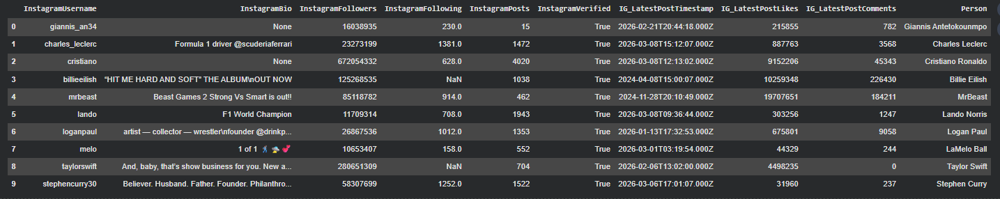 InstagramUsername InstagramBio InstagramFollowers InstagramFollowing InstagramPosts InstagramVerified IG_LatestPostTimestamp IG_LatestPostLikes IG_LatestPostComments Person
0 giannis_an34 None 16038935 230.0 15 True 2026-02-21T20:44:18.000Z 215855 782 Giannis Antetokounmpo
1 charles_leclerc Formula 1 driver @scuderiaferrari 23273199 1381.0 1472 True 2026-03-08T15:12:07.000Z 887763 3568 Charles Leclerc
2 cristiano None 672054332 628.0 4020 True 2026-03-08T12:13:02.000Z 9152206 45343 Cristiano Ronaldo
3 billieeilish “HIT ME HARD AND SOFT” THE ALBUM\nOUT NOW 125268535 NaN 1038 True 2024-04-08T15:00:07.000Z 10259348 226430 Billie Eilish
4 mrbeast Beast Games 2 Strong Vs Smart is out!! 85118782 914.0 462 True 2024-11-28T20:10:49.000Z 19707651 184211 MrBeast
5 lando F1 World Champion 11709314 708.0 1943 True 2026-03-08T09:36:44.000Z 303256 1247 Lando Norris
6 loganpaul artist — collector — wrestler\nfounder @drinkp... 26867536 1012.0 1353 True 2026-01-13T17:32:53.000Z 675801 9058 Logan Paul
7 melo 1 of 1 🚶🏽‍♂️🛸💕 10653407 158.0 552 True 2026-03-01T03:19:54.000Z 44329 244 LaMelo Ball
8 taylorswift And, baby, that’s show business for you. New a... 280651309 NaN 704 True 2026-02-06T13:02:00.000Z 4498235 0 Taylor Swift
9 stephencurry30 Believer. Husband. Father. Founder. Philanthro... 58307699 1252.0 1522 True 2026-03-06T17:01:07.000Z 31960 237 Stephen Curry